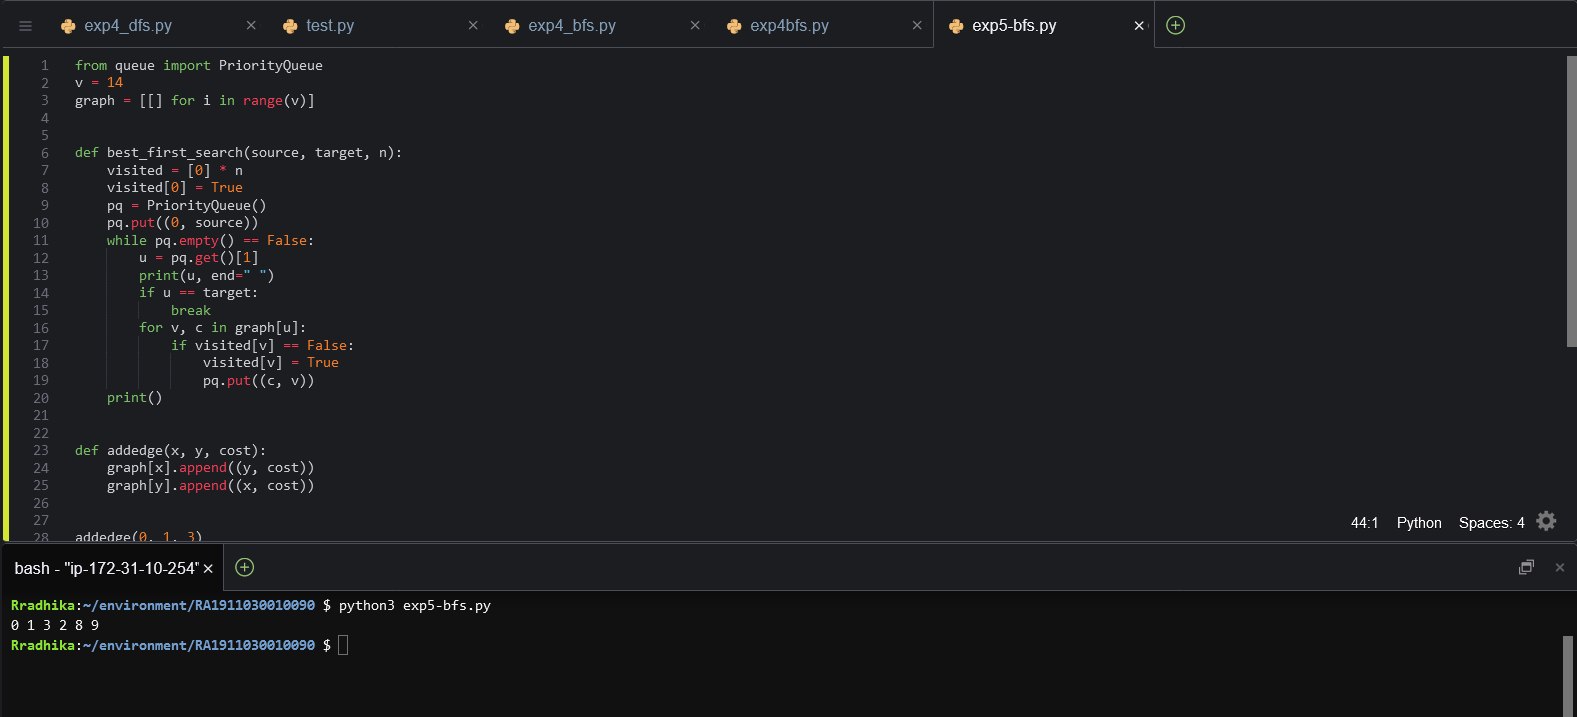 exp4_dfs.py × test.py × exp4_bfs.py × exp4bfs.py × exp5-bfs.py ×
1 from queue import PriorityQueue
2 v = 14
3 graph = [[] for i in range(v)]
4
5
6 def best_first_search(source, target, n):
7     visited = [0] * n
8     visited[0] = True
9     pq = PriorityQueue()
10     pq.put((0, source))
11     while pq.empty() == False:
12         u = pq.get()[1]
13         print(u, end=" ")
14         if u == target:
15             break
16         for v, c in graph[u]:
17             if visited[v] == False:
18                 visited[v] = True
19                 pq.put((c, v))
20     print()
21
22
23 def addedge(x, y, cost):
24     graph[x].append((y, cost))
25     graph[y].append((x, cost))
26
27
28 addedge(0, 1, 3)
44:1 Python Spaces: 4
bash - "ip-172-31-10-254" ×
Rradhika:~/environment/RA1911030010090 $ python3 exp5-bfs.py
0 1 3 2 8 9
Rradhika:~/environment/RA1911030010090 $